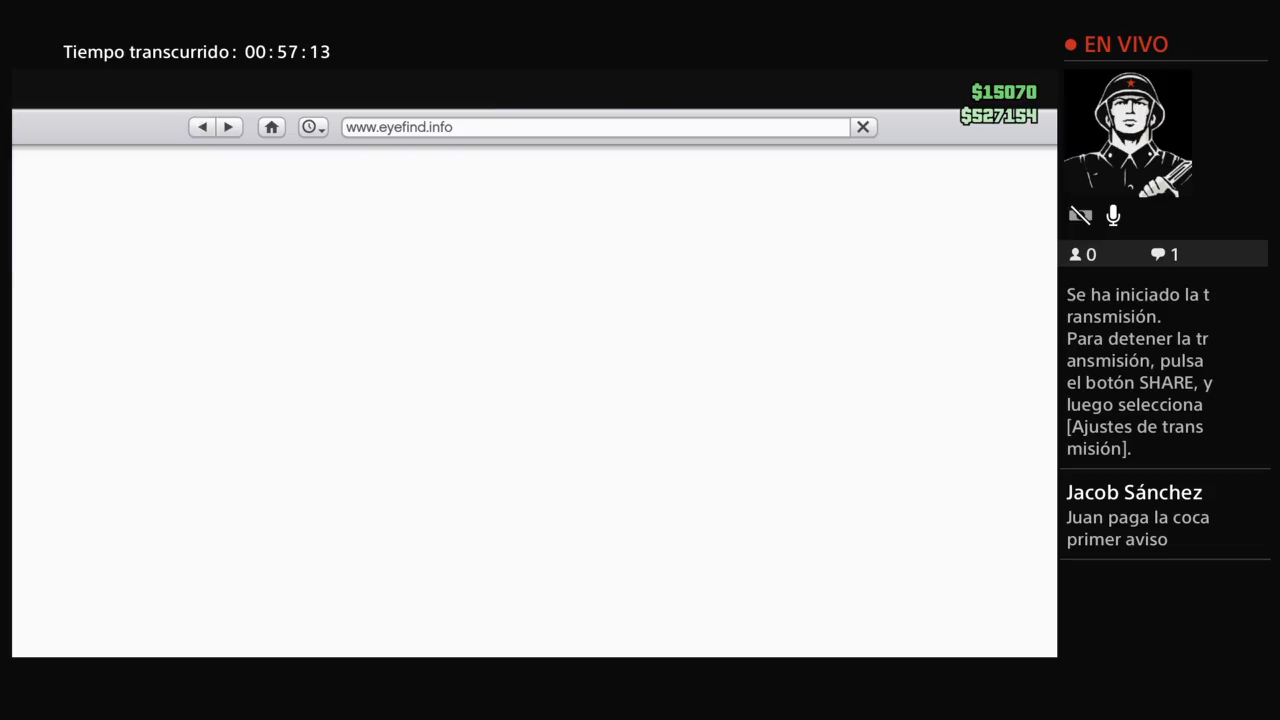 Tiempo transcurrido: 00:57:13
EN VIVO
$15070
$527154
www.eyefind.info
0 1
Se ha iniciado la t
ransmisión.
Para detener la tr
ansmisión, pulsa
el botón SHARE, y
luego selecciona
[Ajustes de trans
misión].
Jacob Sánchez
Juan paga la coca
primer aviso